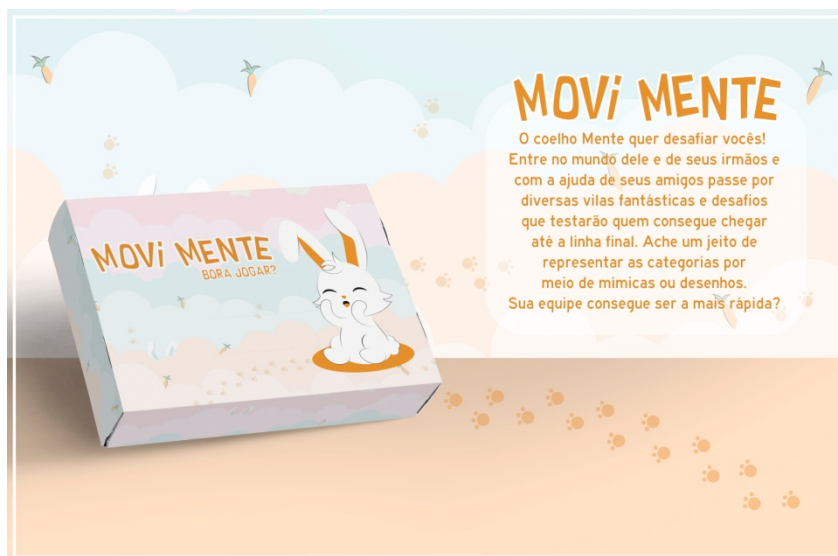 MOVi MENTE
O coelho Mente quer desafiar vocês!
Entre no mundo dele e de seus irmãos e
com a ajuda de seus amigos passe por
diversas vilas fantásticas e desafios
que testarão quem consegue chegar
até a linha final. Ache um jeito de
representar as categorias por
meio de mímicas ou desenhos.
Sua equipe consegue ser a mais rápida?
MOVi MENTE
BORA JOGAR?